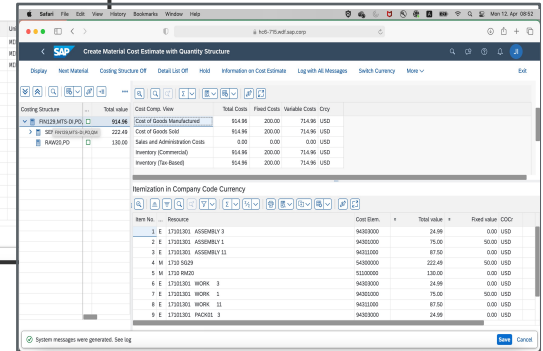 Safari File Edit View History Bookmarks Window Help
Mon 12. Apr 08:52
hc6-715.wdf.sap.corp
SAP Create Material Cost Estimate with Quantity Structure
JI
Display Next Material Costing Structure Off Detail List Off Hold Information on Cost Estimate Log with All Messages Switch Currency More Exit
Costing Structure ... Total value
FIN129,MTS-DI,PD, 914.96
SEI 222.49
FIN129,MTS-DI,PD,DM
RAW20,PD 130.00
Cost Comp. View Total Costs Fixed Costs Variable Costs Crcy
Cost of Goods Manufactured 914.96 200.00 714.96 USD
Cost of Goods Sold 914.96 200.00 714.96 USD
Sales and Administration Costs 0.00 0.00 0.00 USD
Inventory (Commercial) 914.96 200.00 714.96 USD
Inventory (Tax-Based) 914.96 200.00 714.96 USD
Itemization in Company Code Currency
Item No. ... Resource Cost Elem. Total value Fixed value COCr
1 E 17101301 ASSEMBLY 3 94303000 24.99 0.00 USD
2 E 17101301 ASSEMBLY 1 94301000 75.00 50.00 USD
3 E 17101301 ASSEMBLY 11 94311000 87.50 0.00 USD
4 M 1710 SG29 54300000 222.49 50.00 USD
5 M 1710 RM20 51100000 130.00 0.00 USD
6 E 17101301 WORK 3 94303000 24.99 0.00 USD
7 E 17101301 WORK 1 94301000 75.00 50.00 USD
8 E 17101301 WORK 11 94311000 87.50 0.00 USD
9 E 17101301 PACK01 3 94303000 24.99 0.00 USD
System messages were generated. See log
Save Cancel